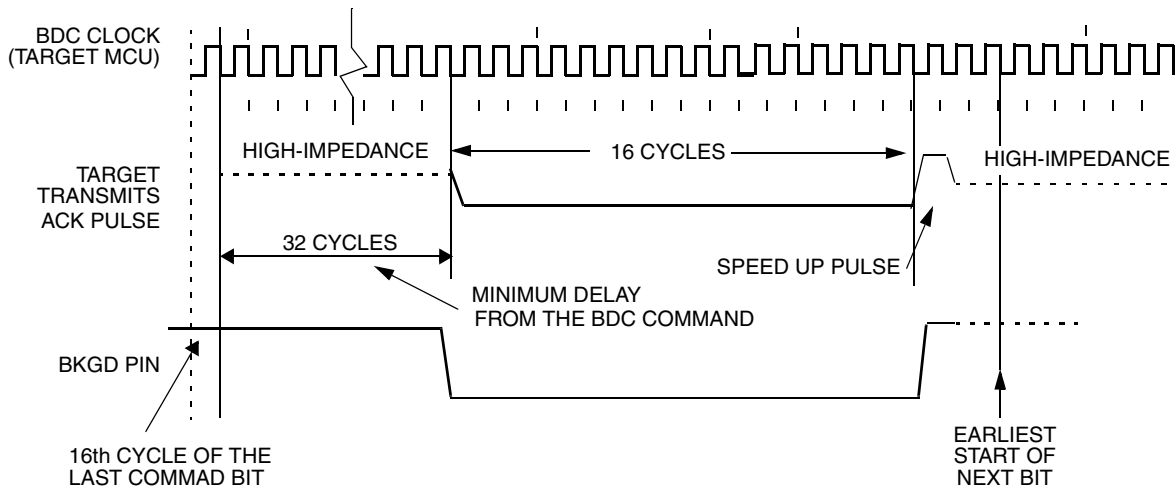 BDC CLOCK
(TARGET MCU)
HIGH-IMPEDANCE
16 CYCLES
HIGH-IMPEDANCE
TARGET
TRANSMITS
ACK PULSE
32 CYCLES
SPEED UP PULSE
MINIMUM DELAY
FROM THE BDC COMMAND
BKGD PIN
16th CYCLE OF THE
LAST COMMAD BIT
EARLIEST
START OF
NEXT BIT